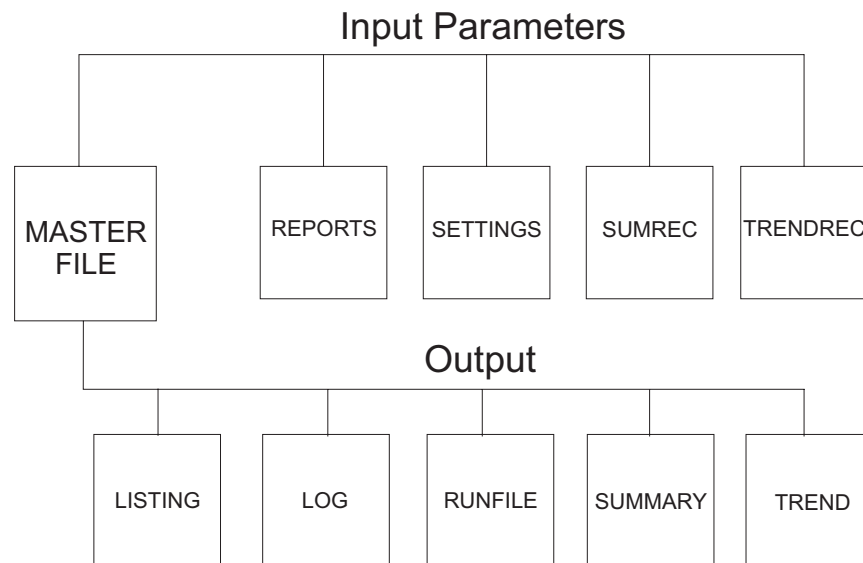 Input Parameters
MASTER
FILE
REPORTS
SETTINGS
SUMREC
TRENDREC
Output
LISTING
LOG
RUNFILE
SUMMARY
TREND